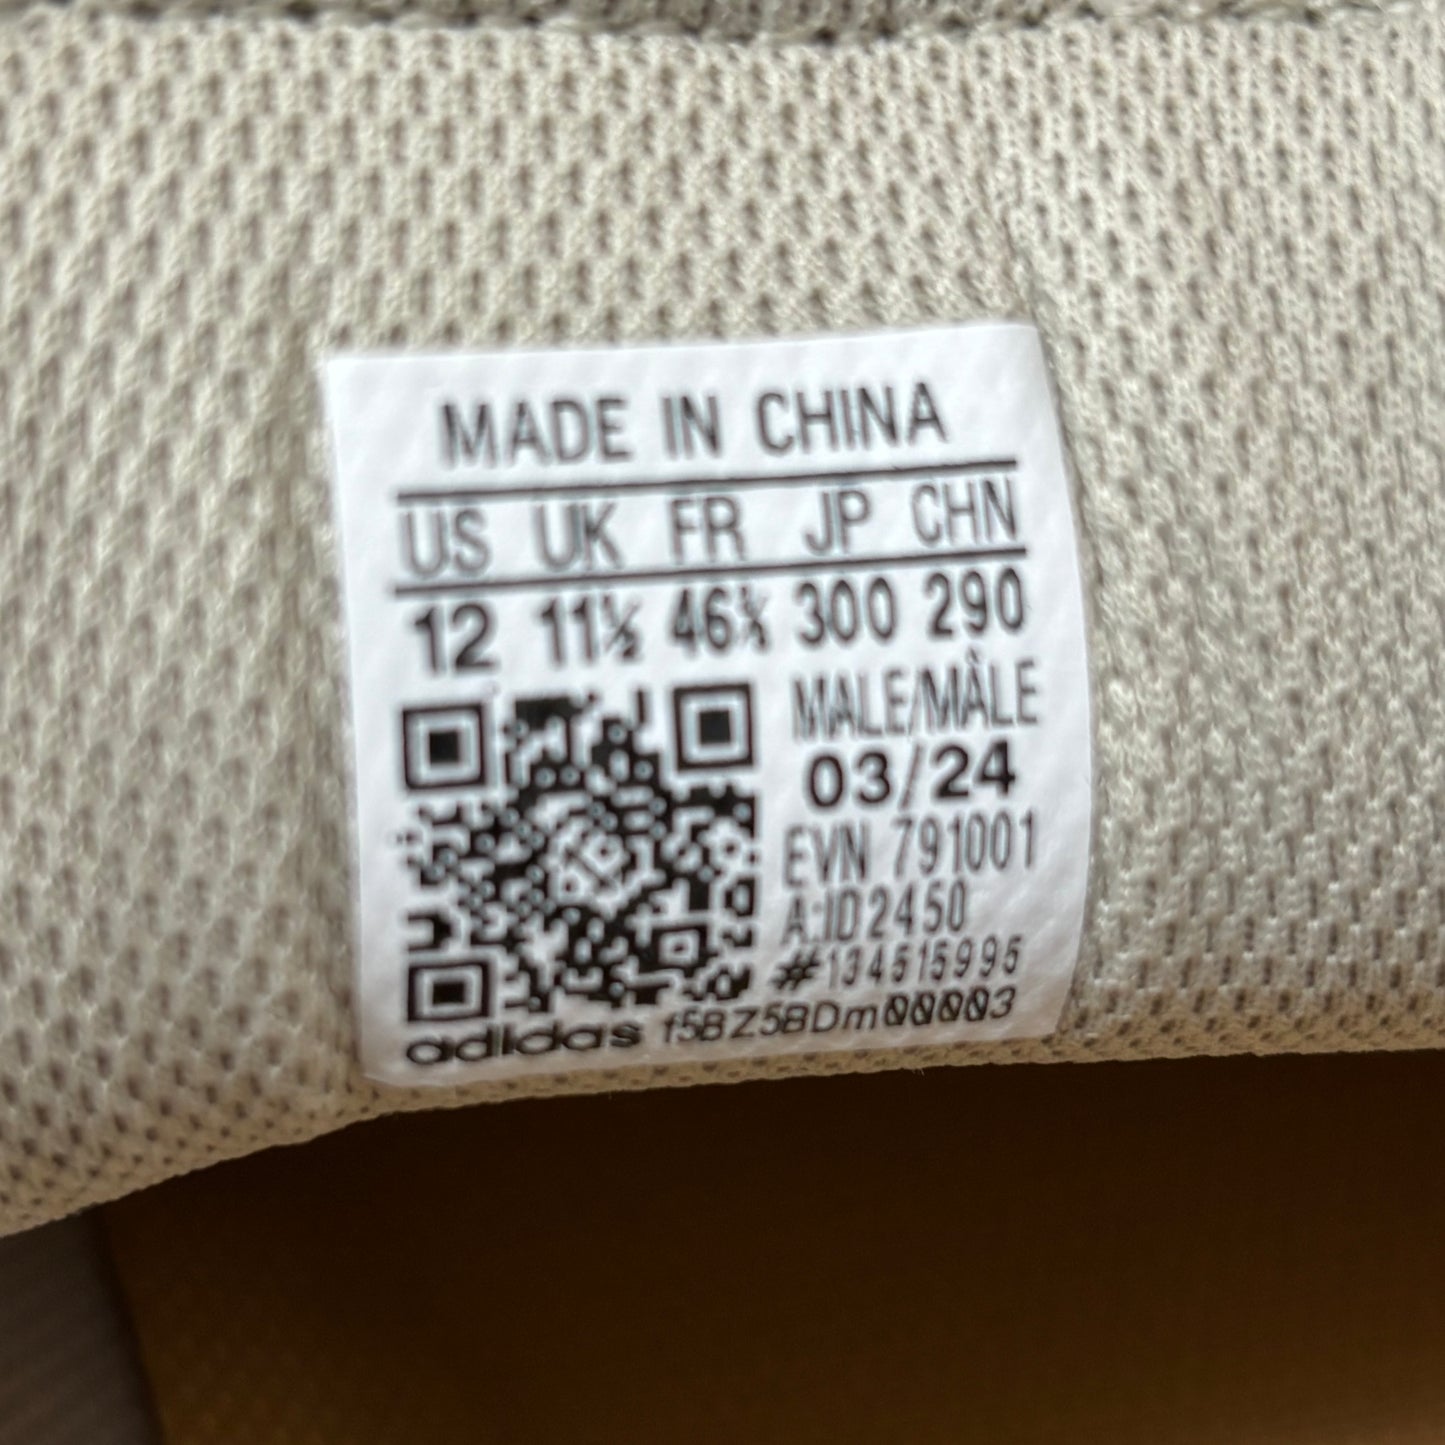 MADE IN CHINA
US UK FR JP CHN
12 11½ 46⅔ 300 290
MALE/MÂLE
03/24
EVN 791001
A:ID2450
#134515995
adidas f5BZ5BDm00003